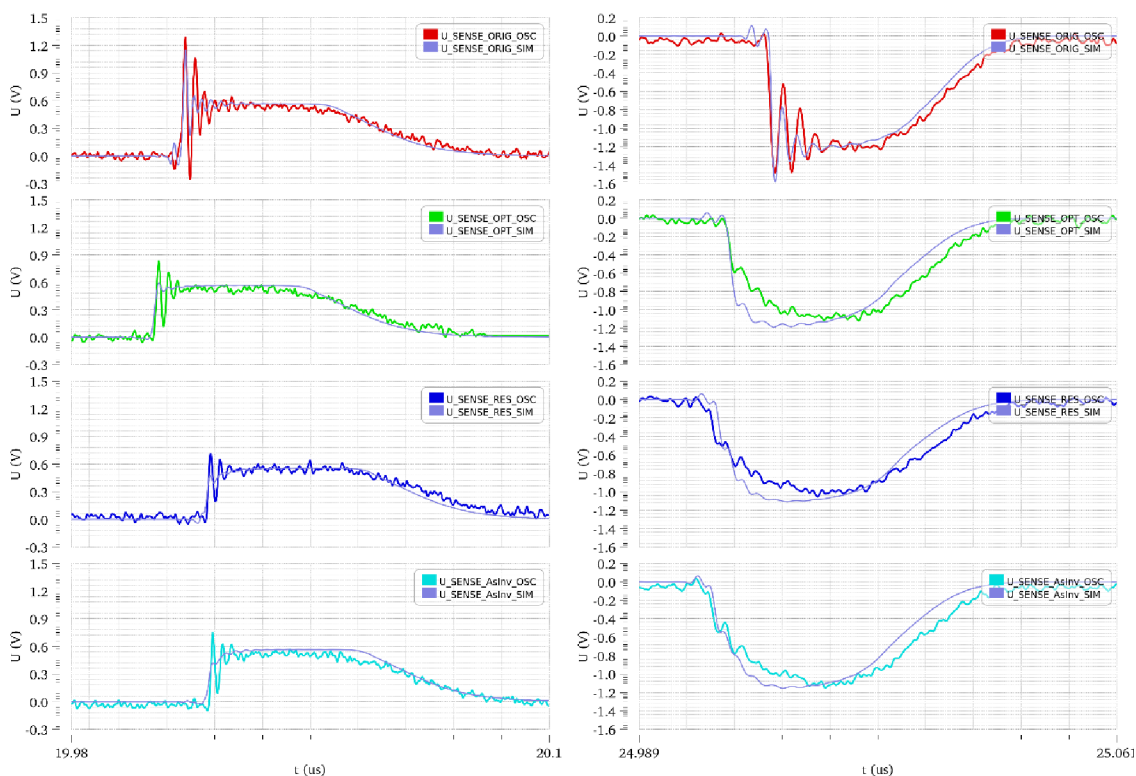 1.5
1.2
0.9
0.6
0.3
0.0
-0.3
U (V)
U_SENSE_ORIG_OSC
U_SENSE_ORIG_SIM
0.2
0.0
-0.2
-0.4
-0.6
-0.8
-1.0
-1.2
-1.4
-1.6
U (V)
U_SENSE_ORIG_OSC
U_SENSE_ORIG_SIM
1.5
1.2
0.9
0.6
0.3
0.0
-0.3
U (V)
U_SENSE_OPT_OSC
U_SENSE_OPT_SIM
0.2
0.0
-0.2
-0.4
-0.6
-0.8
-1.0
-1.2
-1.4
-1.6
U (V)
U_SENSE_OPT_OSC
U_SENSE_OPT_SIM
1.5
1.2
0.9
0.6
0.3
0.0
-0.3
U (V)
U_SENSE_RES_OSC
U_SENSE_RES_SIM
0.2
0.0
-0.2
-0.4
-0.6
-0.8
-1.0
-1.2
-1.4
-1.6
U (V)
U_SENSE_RES_OSC
U_SENSE_RES_SIM
1.5
1.2
0.9
0.6
0.3
0.0
-0.3
U (V)
U_SENSE_AsInv_OSC
U_SENSE_AsInv_SIM
19.98
20.1
t (us)
0.2
0.0
-0.2
-0.4
-0.6
-0.8
-1.0
-1.2
-1.4
-1.6
U (V)
U_SENSE_AsInv_OSC
U_SENSE_AsInv_SIM
24.989
25.061
t (us)